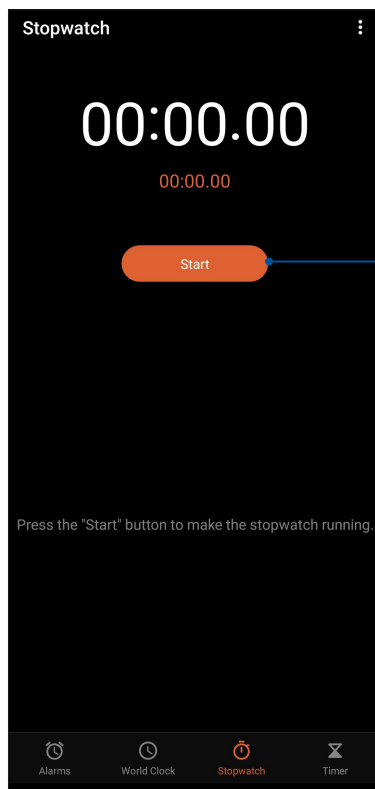 Stopwatch
00:00.00
00:00.00
Start
Press the "Start" button to make the stopwatch running.
Alarms World Clock Stopwatch Timer